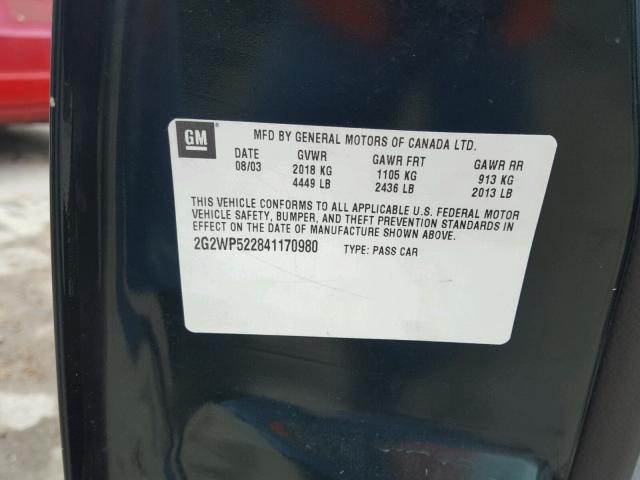 GM
MFD BY GENERAL MOTORS OF CANADA LTD.
DATE GVWR GAWR FRT GAWR RR
08/03 2018 KG 1105 KG 913 KG
4449 LB 2436 LB 2013 LB
THIS VEHICLE CONFORMS TO ALL APPLICABLE U.S. FEDERAL MOTOR
VEHICLE SAFETY, BUMPER, AND THEFT PREVENTION STANDARDS IN
EFFECT ON THE DATE OF MANUFACTURE SHOWN ABOVE.
2G2WP522841170980 TYPE: PASS CAR